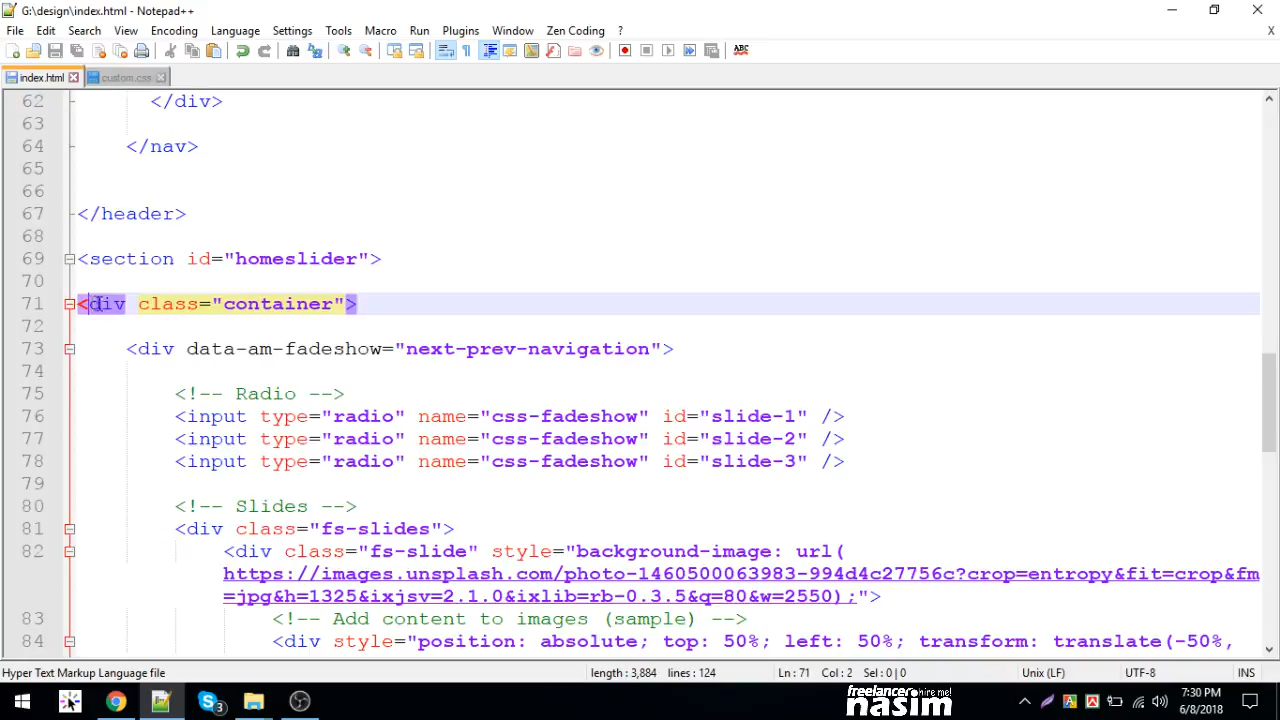 G:\design\index.html - Notepad++
File Edit Search View Encoding Language Settings Tools Macro Run Plugins Window Zen Coding ? X
index.html custom.css
62 </div>
63
64 </nav>
65
66
67 </header>
68
69 <section id="homeslider">
70
71 <div class="container">
72
73 <div data-am-fadeshow="next-prev-navigation">
74
75 <!-- Radio -->
76 <input type="radio" name="css-fadeshow" id="slide-1" />
77 <input type="radio" name="css-fadeshow" id="slide-2" />
78 <input type="radio" name="css-fadeshow" id="slide-3" />
79
80 <!-- Slides -->
81 <div class="fs-slides">
82 <div class="fs-slide" style="background-image: url(
https://images.unsplash.com/photo-1460500063983-994d4c27756c?crop=entropy&fit=crop&fm
=jpg&h=1325&ixjsv=2.1.0&ixlib=rb-0.3.5&q=80&w=2550);">
83 <!-- Add content to images (sample) -->
84 <div style="position: absolute; top: 50%; left: 50%; transform: translate(-50%,
Hyper Text Markup Language file length : 3,884 lines : 124 Ln : 71 Col : 2 Sel : 0 | 0 Unix (LF) UTF-8 INS
3
freelancer hire me!
nasim
7:30 PM
6/8/2018